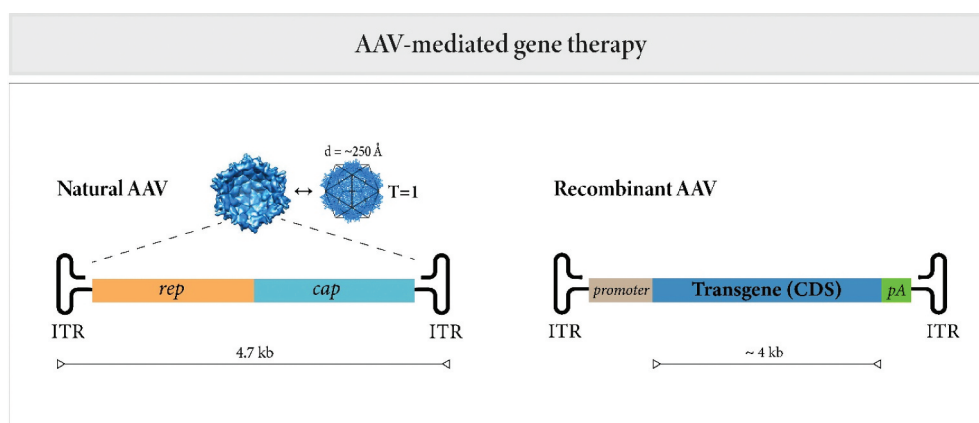 AAV-mediated gene therapy
d = ~250 Å
Natural AAV
T=1
rep
cap
ITR
ITR
4.7 kb
Recombinant AAV
promoter
Transgene (CDS)
pA
ITR
ITR
~ 4 kb